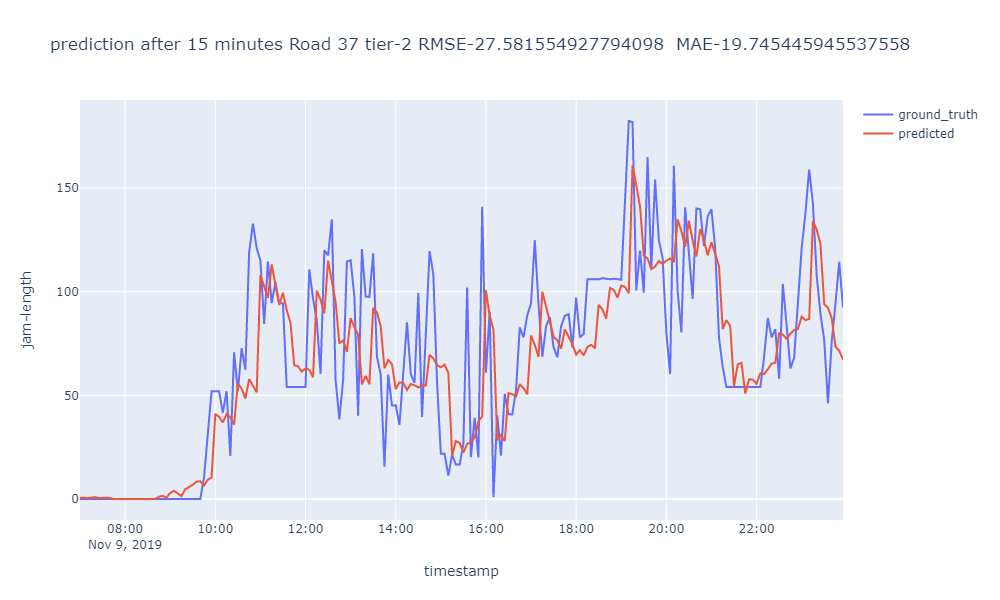 prediction after 15 minutes Road 37 tier-2 RMSE-27.581554927794098  MAE-19.745445945537558
ground_truth
predicted
jam-length
150
100
50
0
08:00 10:00 12:00 14:00 16:00 18:00 20:00 22:00
Nov 9, 2019
timestamp